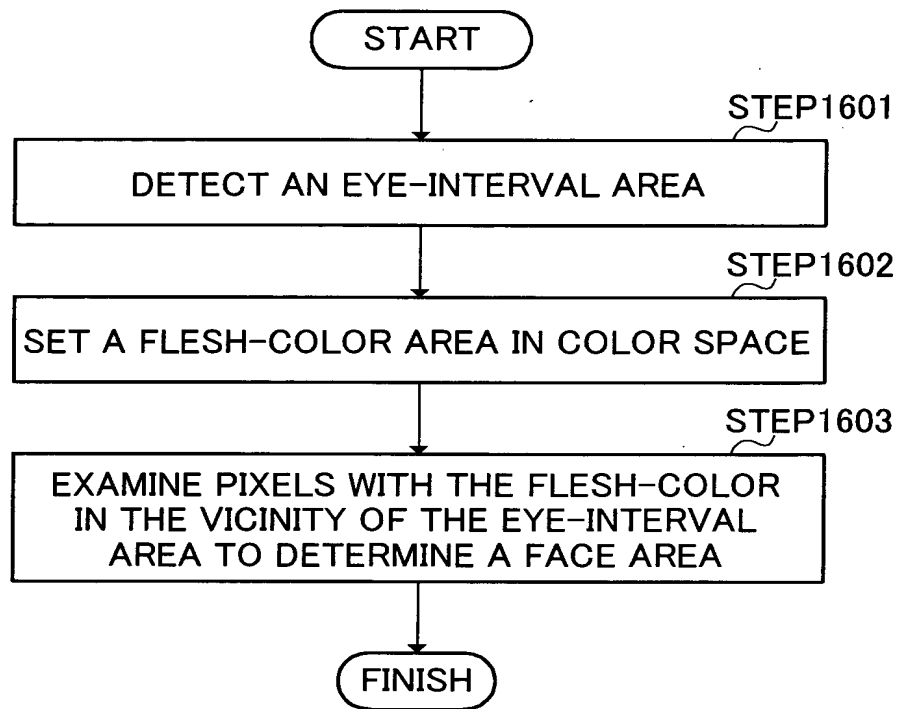 START
STEP1601
DETECT AN EYE-INTERVAL AREA
STEP1602
SET A FLESH-COLOR AREA IN COLOR SPACE
STEP1603
EXAMINE PIXELS WITH THE FLESH-COLOR
IN THE VICINITY OF THE EYE-INTERVAL
AREA TO DETERMINE A FACE AREA
FINISH